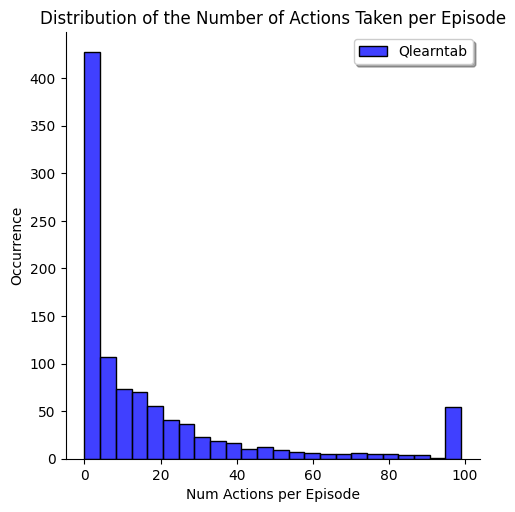 Distribution of the Number of Actions Taken per Episode
Qlearntab
Occurrence
400
350
300
250
200
150
100
50
0
0 20 40 60 80 100
Num Actions per Episode